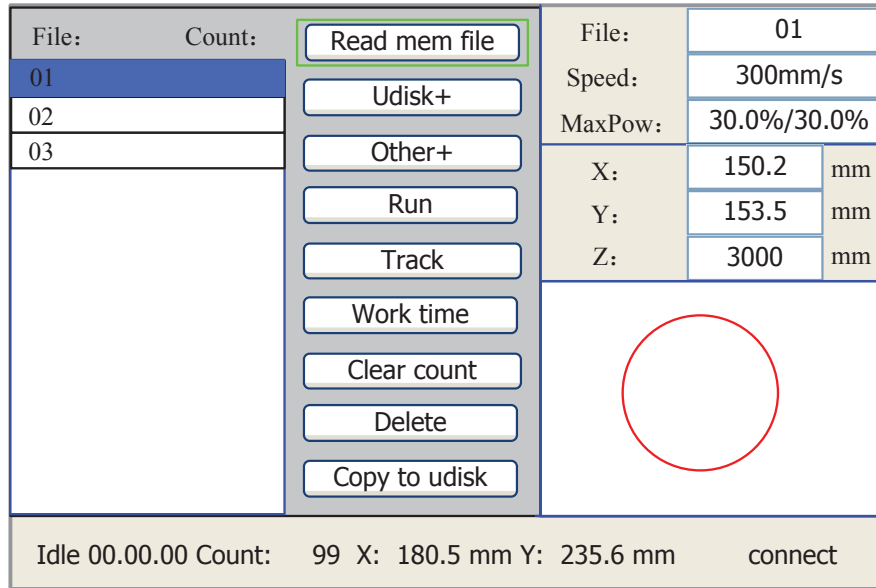 File： Count：
01
02
03
Read mem file
Udisk+
Other+
Run
Track
Work time
Clear count
Delete
Copy to udisk
File： 01
Speed： 300mm/s
MaxPow： 30.0%/30.0%
X： 150.2 mm
Y： 153.5 mm
Z： 3000 mm
Idle 00.00.00 Count: 99 X: 180.5 mm Y: 235.6 mm connect